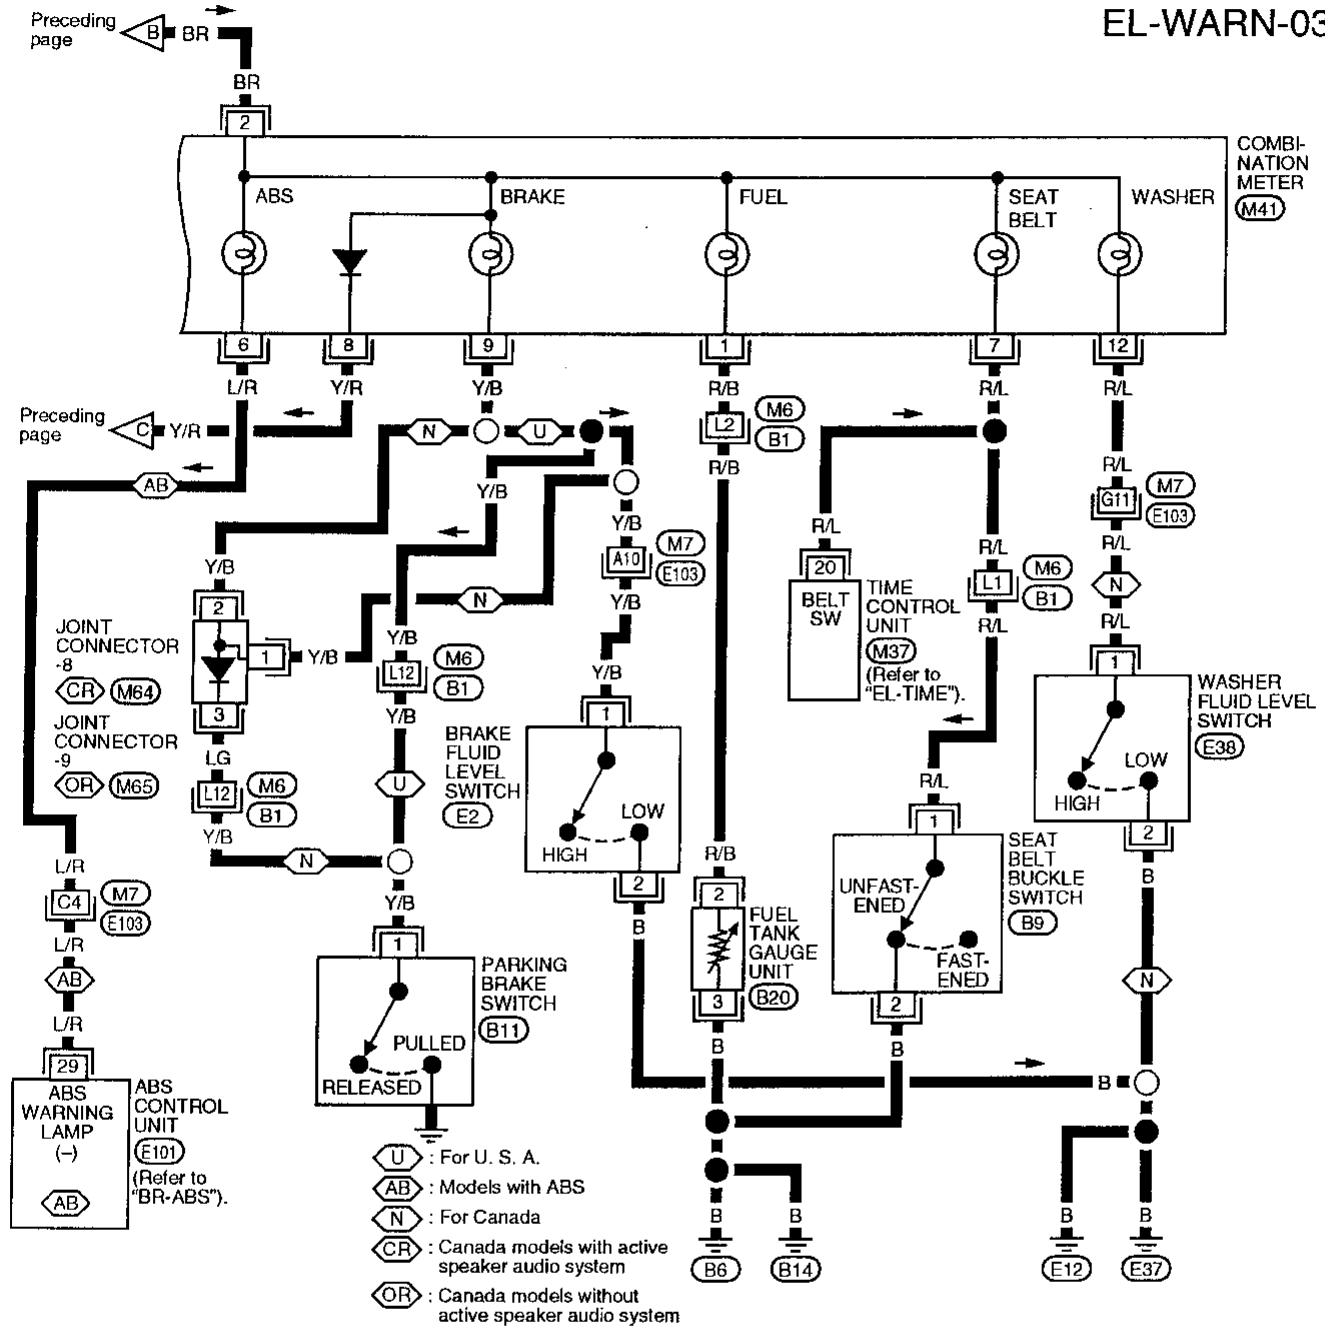 EL-WARN-03
Preceding
page
B
BR
BR
2
COMBI-
NATION
METER
M41
ABS
BRAKE
FUEL
SEAT
BELT
WASHER
6
8
9
1
7
12
L/R
Y/R
Y/B
R/B
R/L
R/L
Preceding
page
C
Y/R
N
U
L2
M6
B1
R/B
AB
Y/B
Y/B
R/L
G11
M7
E103
R/L
A10
M7
E103
Y/B
R/L
20
BELT
SW
TIME
CONTROL
UNIT
M37
(Refer to
"EL-TIME").
R/L
L1
M6
B1
R/L
R/L
N
R/L
Y/B
2
N
JOINT
CONNECTOR
-8
CR
M64
JOINT
CONNECTOR
-9
OR
M65
1
Y/B
3
LG
L12
M6
B1
Y/B
N
Y/B
L12
M6
B1
Y/B
U
Y/B
Y/B
1
BRAKE
FLUID
LEVEL
SWITCH
E2
LOW
HIGH
2
B
1
WASHER
FLUID LEVEL
SWITCH
E38
LOW
HIGH
2
B
R/L
1
SEAT
BELT
BUCKLE
SWITCH
B9
UNFAST-
ENED
FAST-
ENED
2
B
R/B
2
FUEL
TANK
GAUGE
UNIT
B20
3
B
N
L/R
C4
M7
E103
L/R
AB
L/R
29
ABS
WARNING
LAMP
(–)
AB
ABS
CONTROL
UNIT
E101
(Refer to
"BR-ABS").
1
PARKING
BRAKE
SWITCH
B11
PULLED
RELEASED
B
U : For U. S. A.
AB : Models with ABS
N : For Canada
CR : Canada models with active
speaker audio system
OR : Canada models without
active speaker audio system
B
B
B
B
B6
B14
E12
E37